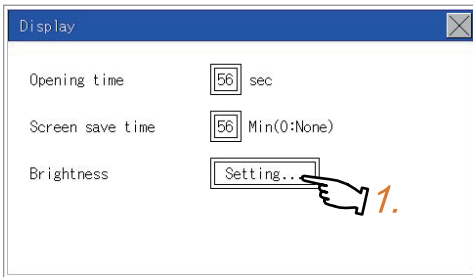 Display
Opening time 56 sec
Screen save time 56 Min(0:None)
Brightness Setting...
1.